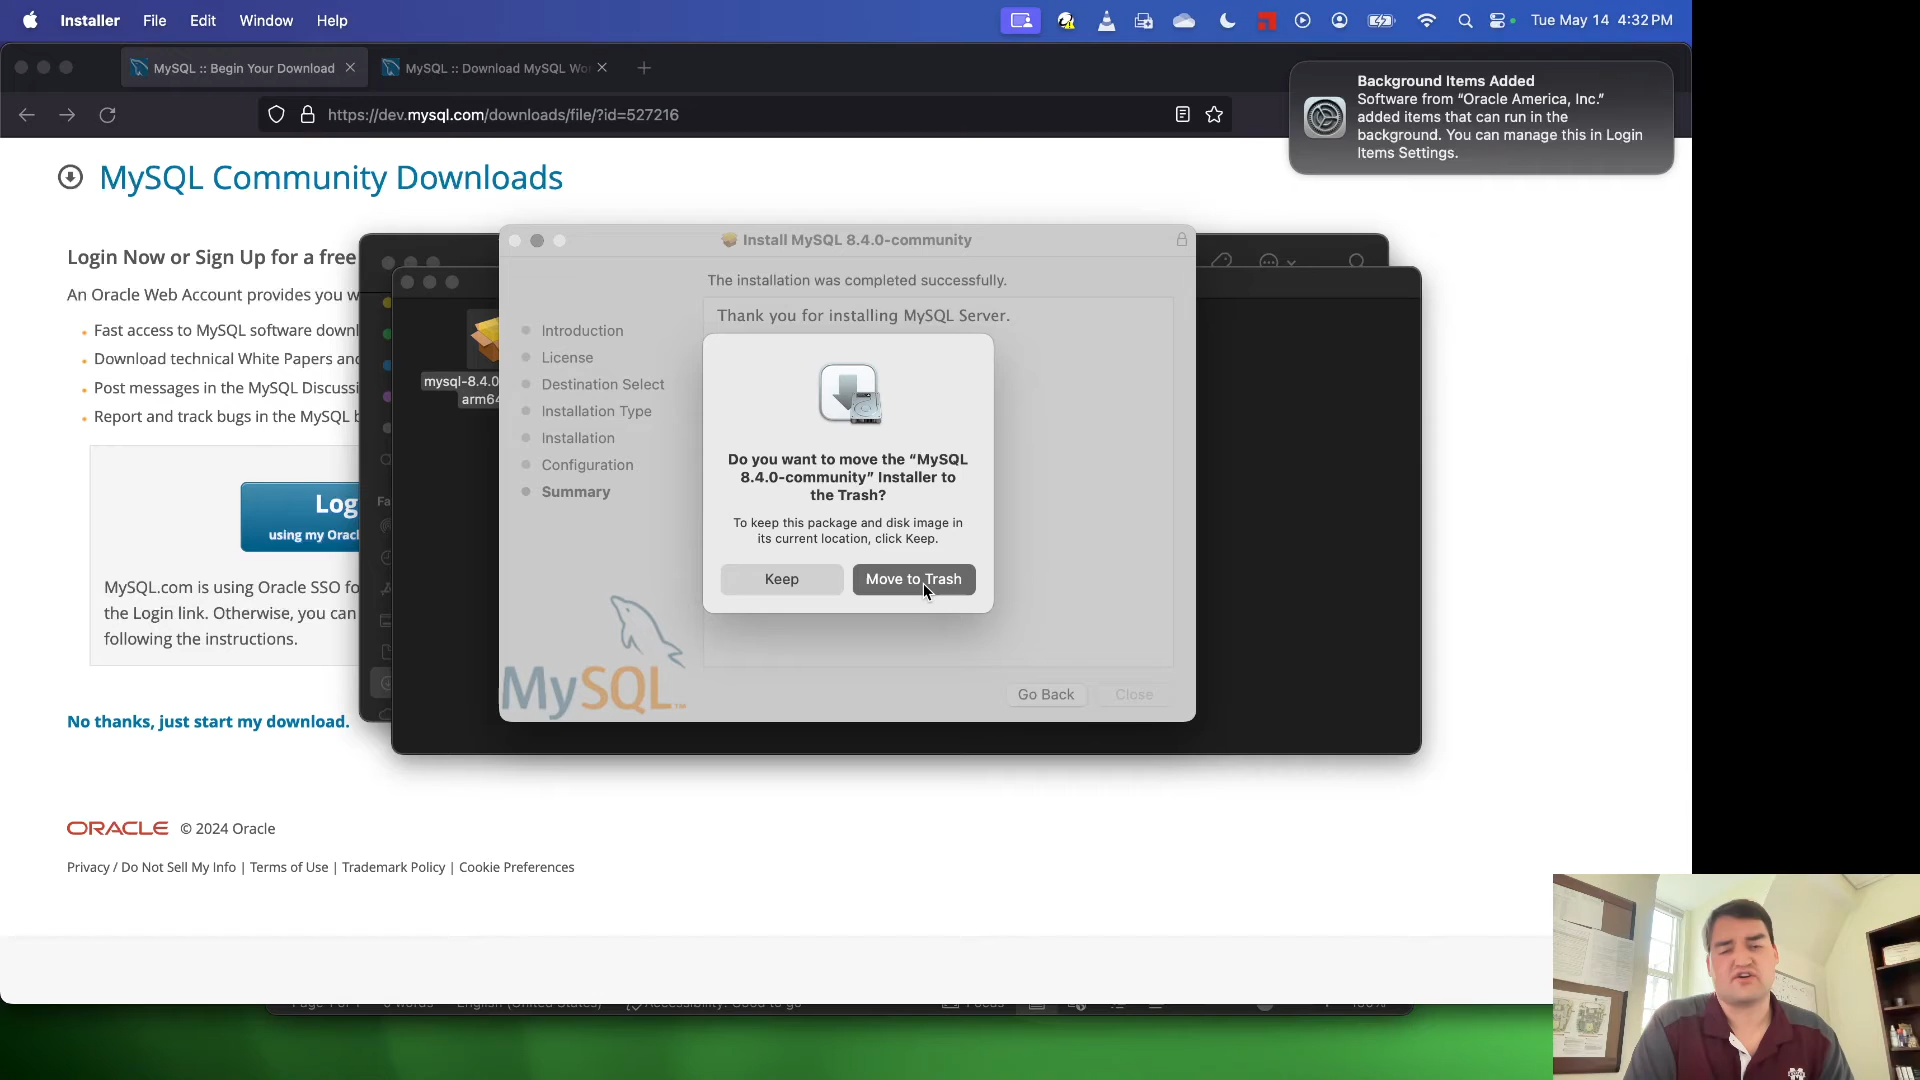 Installer File Edit Window Help
Tue May 14 4:32 PM
MySQL :: Begin Your Download
MySQL :: Download MySQL Wo
https://dev.mysql.com/downloads/file/?id=527216
Background Items Added
Software from “Oracle America, Inc.”
added items that can run in the
background. You can manage this in Login
Items Settings.
MySQL Community Downloads
Login Now or Sign Up for a free
An Oracle Web Account provides you w
Fast access to MySQL software downl
Download technical White Papers and
Post messages in the MySQL Discussi
Report and track bugs in the MySQL b
Log
using my Oracl
MySQL.com is using Oracle SSO fo
the Login link. Otherwise, you can
following the instructions.
No thanks, just start my download.
Fa
mysql-8.4.0
arm64
Install MySQL 8.4.0-community
The installation was completed successfully.
Introduction
License
Destination Select
Installation Type
Installation
Configuration
Summary
Thank you for installing MySQL Server.
Do you want to move the “MySQL
8.4.0-community” Installer to
the Trash?
To keep this package and disk image in
its current location, click Keep.
Keep
Move to Trash
MySQL™
Go Back
Close
ORACLE © 2024 Oracle
Privacy / Do Not Sell My Info | Terms of Use | Trademark Policy | Cookie Preferences